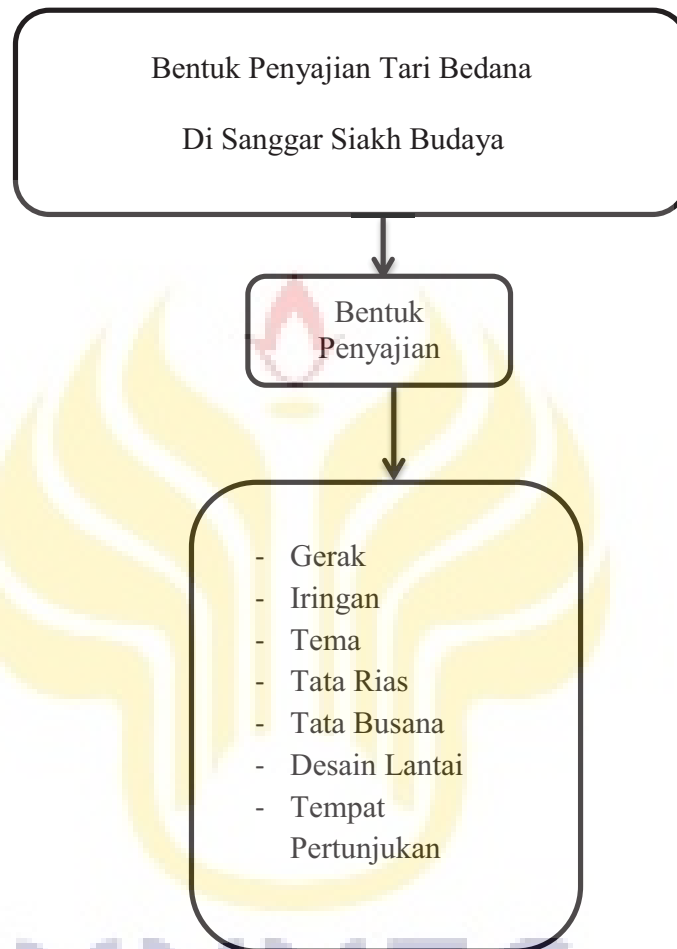 Bentuk Penyajian Tari Bedana
Di Sanggar Siakh Budaya
Bentuk
Penyajian
- Gerak
- Iringan
- Tema
- Tata Rias
- Tata Busana
- Desain Lantai
- Tempat
Pertunjukan